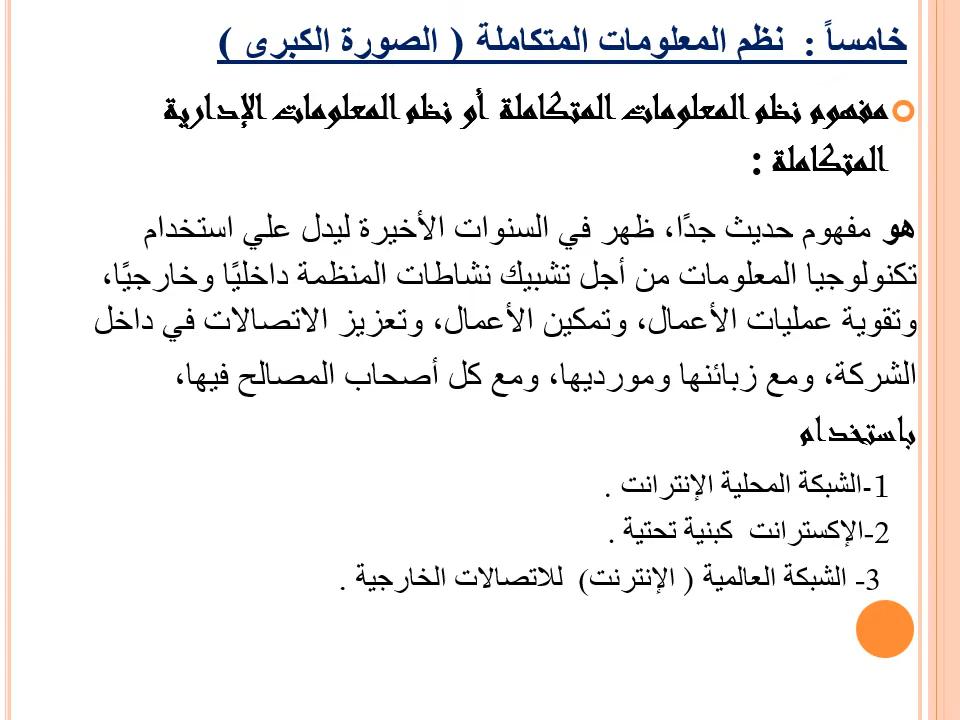 خامساً : نظم المعلومات المتكاملة ( الصورة الكبرى )
مفهوم نظم المعلومات المتكاملة أو نظم المعلومات الإدارية
المتكاملة :
هو مفهوم حديث جدًا، ظهر في السنوات الأخيرة ليدل علي استخدام
تكنولوجيا المعلومات من أجل تشبيك نشاطات المنظمة داخليًا وخارجيًا،
وتقوية عمليات الأعمال، وتمكين الأعمال، وتعزيز الاتصالات في داخل
الشركة، ومع زبائنها ومورديها، ومع كل أصحاب المصالح فيها،
باستخدام
1-الشبكة المحلية الإنترانت .
2-الإكسترانت كبنية تحتية .
3- الشبكة العالمية ( الإنترنت) للاتصالات الخارجية .